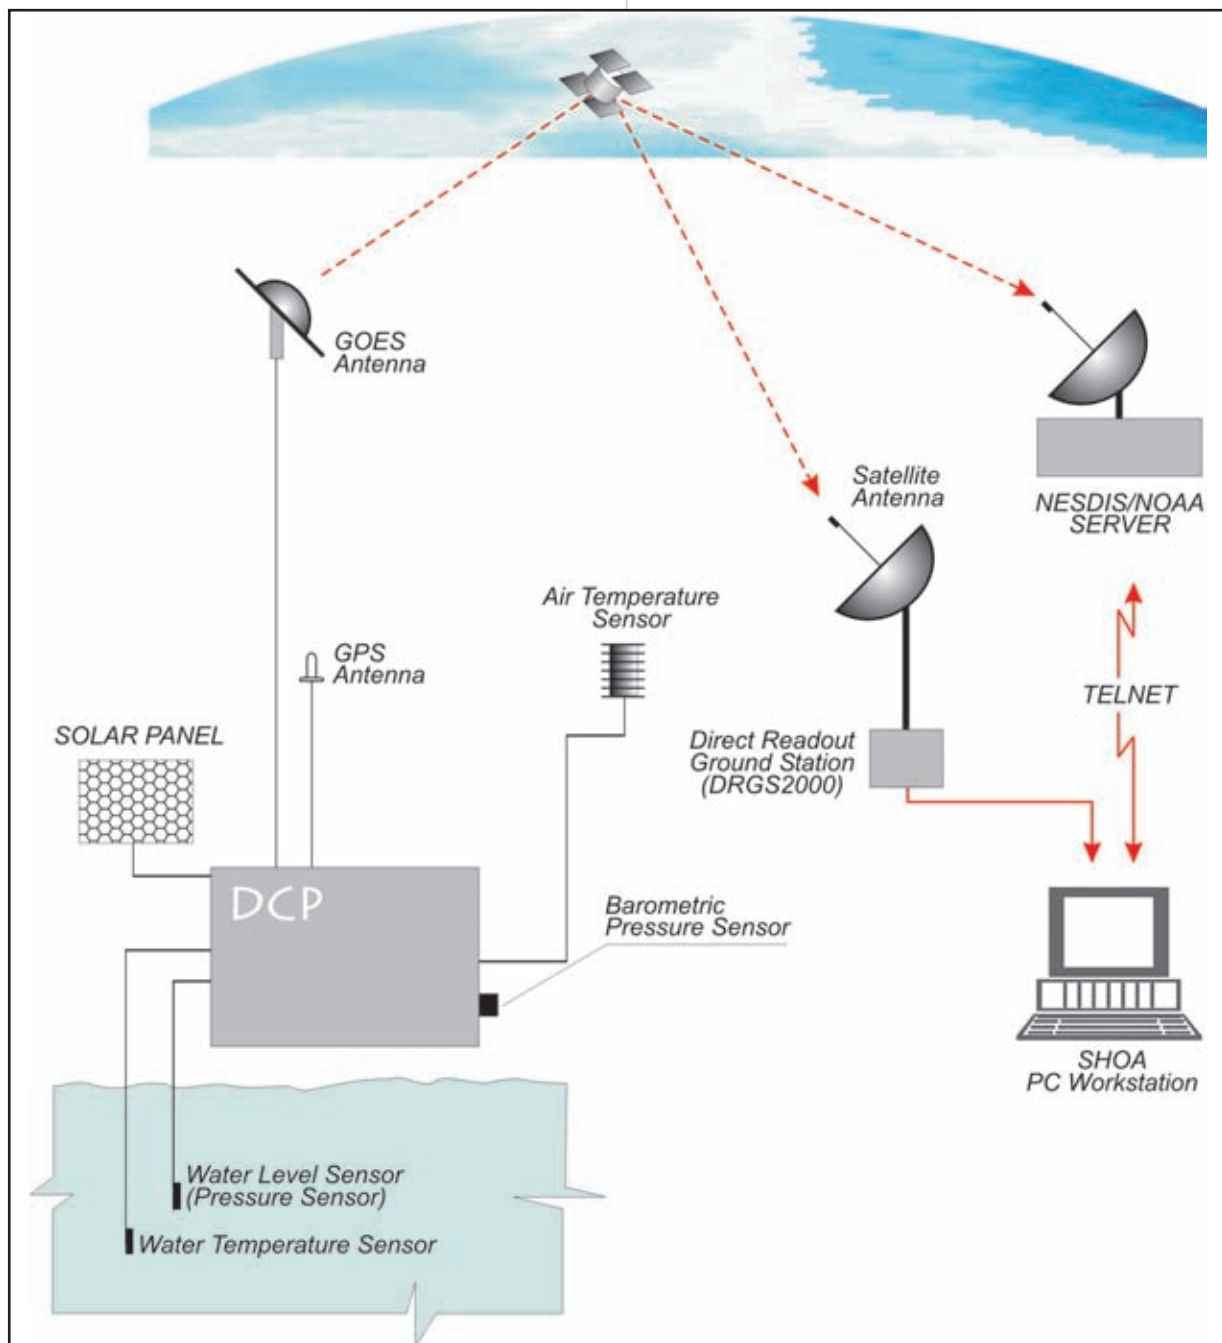 GOES
Antenna
Satellite
Antenna
NESDIS/NOAA
SERVER
Air Temperature
Sensor
GPS
Antenna
TELNET
SOLAR PANEL
Direct Readout
Ground Station
(DRGS2000)
DCP
Barometric
Pressure Sensor
SHOA
PC Workstation
Water Level Sensor
(Pressure Sensor)
Water Temperature Sensor